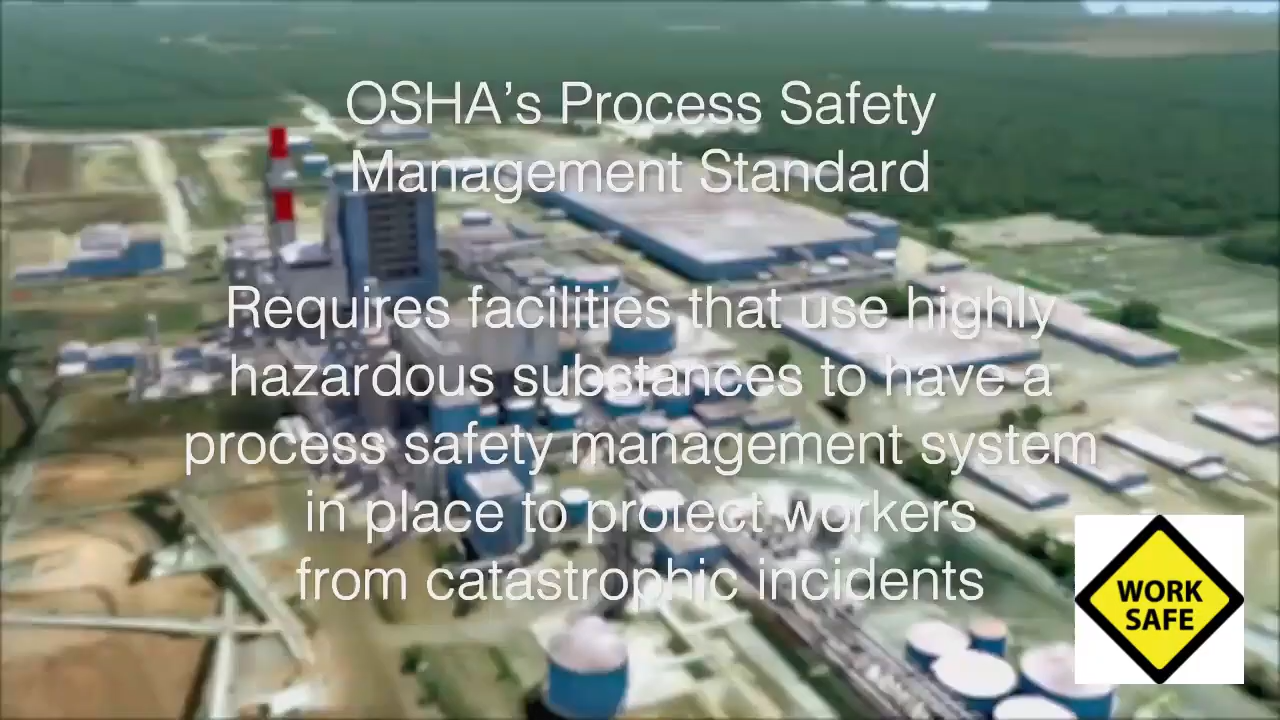 OSHA’s Process Safety
Management Standard
Requires facilities that use highly
hazardous substances to have a
process safety management system
in place to protect workers
from catastrophic incidents
WORK
SAFE